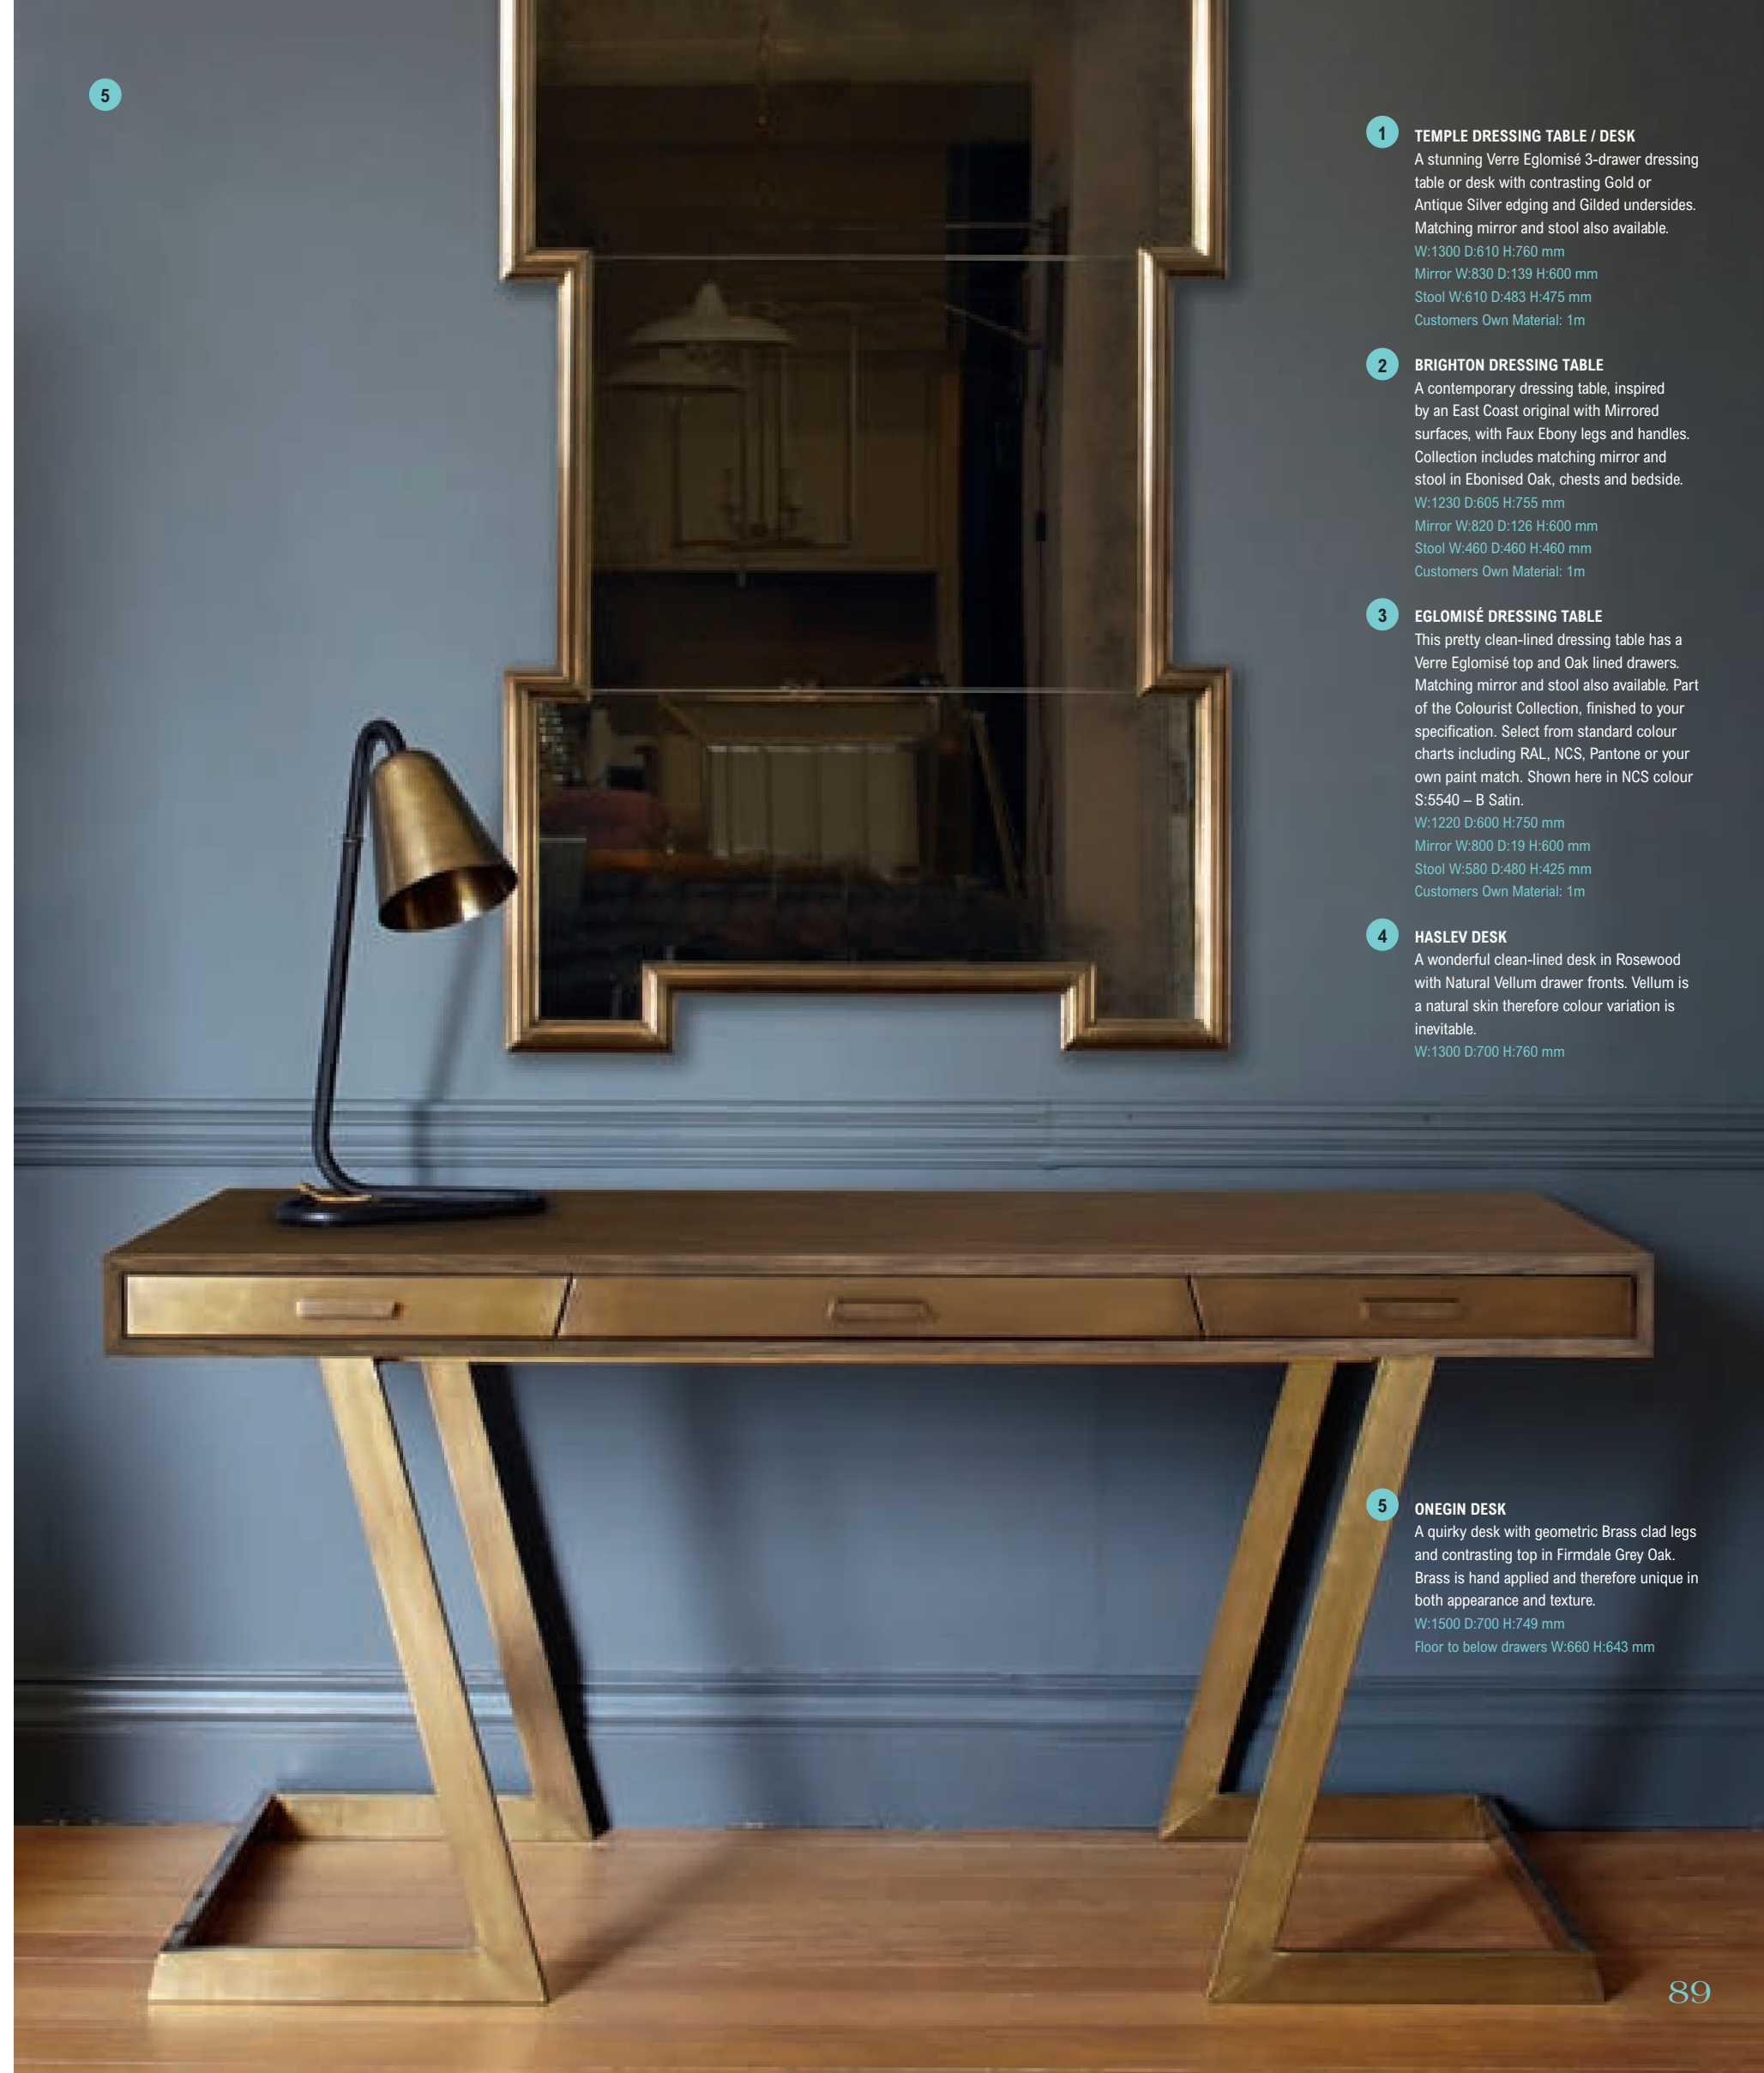 5
1
TEMPLE DRESSING TABLE / DESK
A stunning Verre Eglomisé 3-drawer dressing
table or desk with contrasting Gold or
Antique Silver edging and Gilded undersides.
Matching mirror and stool also available.
W:1300 D:610 H:760 mm
Mirror W:830 D:139 H:600 mm
Stool W:610 D:483 H:475 mm
Customers Own Material: 1m
2
BRIGHTON DRESSING TABLE
A contemporary dressing table, inspired
by an East Coast original with Mirrored
surfaces, with Faux Ebony legs and handles.
Collection includes matching mirror and
stool in Ebonised Oak, chests and bedside.
W:1230 D:605 H:755 mm
Mirror W:820 D:126 H:600 mm
Stool W:460 D:460 H:460 mm
Customers Own Material: 1m
3
EGLOMISÉ DRESSING TABLE
This pretty clean-lined dressing table has a
Verre Eglomisé top and Oak lined drawers.
Matching mirror and stool also available. Part
of the Colourist Collection, finished to your
specification. Select from standard colour
charts including RAL, NCS, Pantone or your
own paint match. Shown here in NCS colour
S:5540 – B Satin.
W:1220 D:600 H:750 mm
Mirror W:800 D:19 H:600 mm
Stool W:580 D:480 H:425 mm
Customers Own Material: 1m
4
HASLEV DESK
A wonderful clean-lined desk in Rosewood
with Natural Vellum drawer fronts. Vellum is
a natural skin therefore colour variation is
inevitable.
W:1300 D:700 H:760 mm
5
ONEGIN DESK
A quirky desk with geometric Brass clad legs
and contrasting top in Firmdale Grey Oak.
Brass is hand applied and therefore unique in
both appearance and texture.
W:1500 D:700 H:749 mm
Floor to below drawers W:660 H:643 mm
89